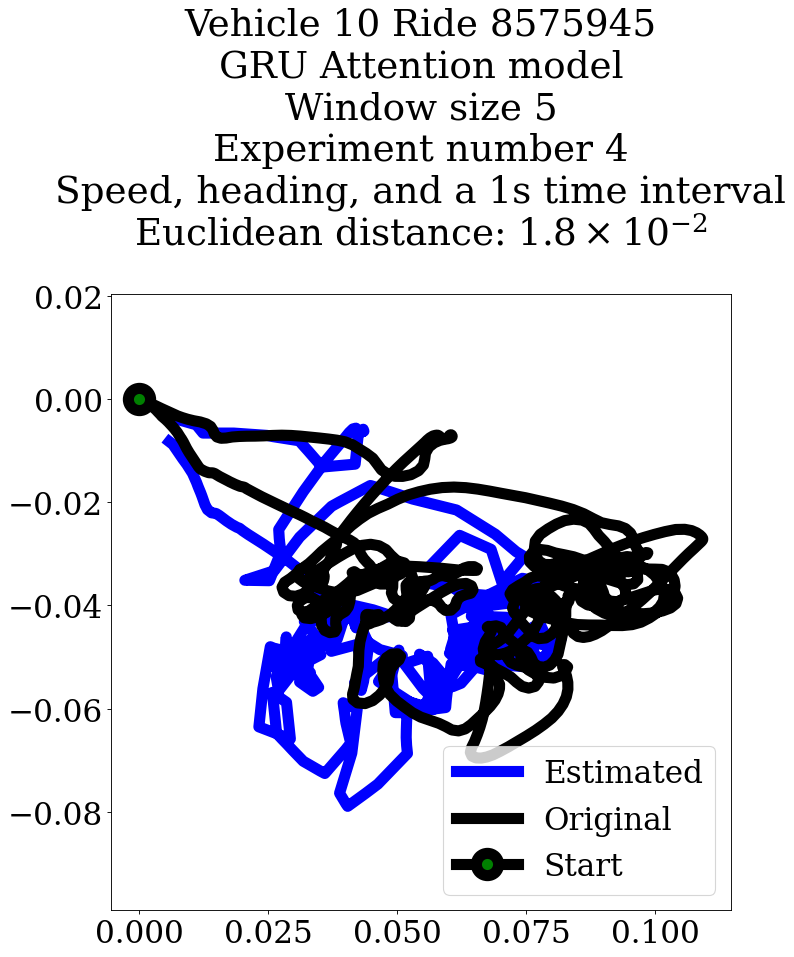 Vehicle 10 Ride 8575945
GRU Attention model
Window size 5
Experiment number 4
Speed, heading, and a 1s time interval
Euclidean distance: 1.8 × 10⁻²
0.02
0.00
−0.02
−0.04
−0.06
−0.08
Estimated
Original
Start
0.000 0.025 0.050 0.075 0.100